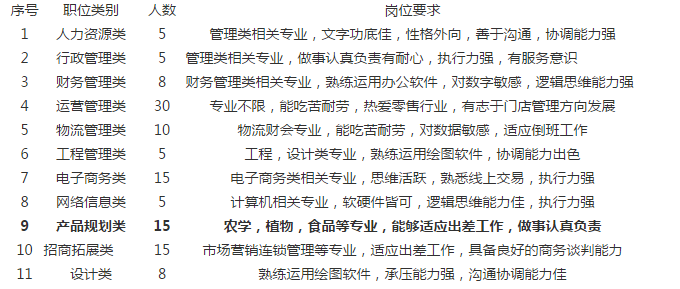 序号 职位类别 人数 岗位要求
1 人力资源类 5 管理类相关专业，文字功底佳，性格外向，善于沟通，协调能力强
2 行政管理类 5 管理类相关专业，做事认真负责有耐心，执行力强，有服务意识
3 财务管理类 8 财务管理类相关专业，熟练运用办公软件，对数字敏感，逻辑思维能力强
4 运营管理类 30 专业不限，能吃苦耐劳，热爱零售行业，有志于门店管理方向发展
5 物流管理类 10 物流财会专业，能吃苦耐劳，对数据敏感，适应倒班工作
6 工程管理类 5 工程，设计类专业，熟练运用绘图软件，协调能力出色
7 电子商务类 15 电子商务类相关专业，思维活跃，熟悉线上交易，执行力强
8 网络信息类 5 计算机相关专业，软硬件皆可，逻辑思维能力佳，执行力强
9 产品规划类 15 农学，植物，食品等专业，能够适应出差工作，做事认真负责
10 招商拓展类 15 市场营销连锁管理等专业，适应出差工作，具备良好的商务谈判能力
11 设计类 8 熟练运用绘图软件，承压能力强，沟通协调能力佳